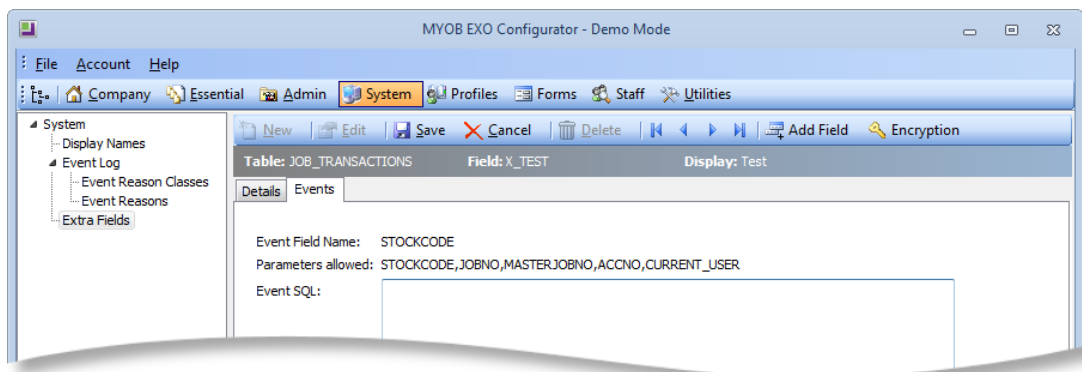 MYOB EXO Configurator - Demo Mode
File Account Help
Company Essential Admin System Profiles Forms Staff Utilities
System
Display Names
Event Log
Event Reason Classes
Event Reasons
Extra Fields
New Edit Save Cancel Delete Add Field Encryption
Table: JOB_TRANSACTIONS Field: X_TEST Display: Test
Details Events
Event Field Name: STOCKCODE
Parameters allowed: STOCKCODE,JOBNO,MASTERJOBNO,ACCNO,CURRENT_USER
Event SQL: